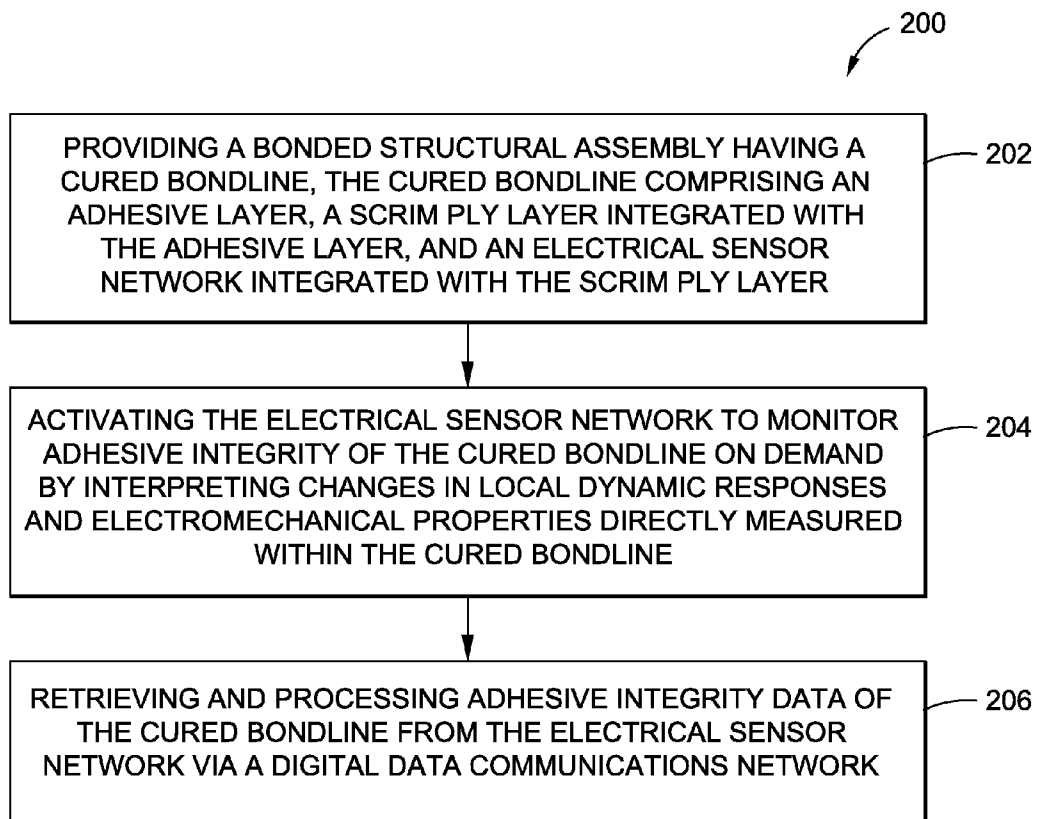 200
PROVIDING A BONDED STRUCTURAL ASSEMBLY HAVING A
CURED BONDLINE, THE CURED BONDLINE COMPRISING AN
ADHESIVE LAYER, A SCRIM PLY LAYER INTEGRATED WITH
THE ADHESIVE LAYER, AND AN ELECTRICAL SENSOR
NETWORK INTEGRATED WITH THE SCRIM PLY LAYER
202
ACTIVATING THE ELECTRICAL SENSOR NETWORK TO MONITOR
ADHESIVE INTEGRITY OF THE CURED BONDLINE ON DEMAND
BY INTERPRETING CHANGES IN LOCAL DYNAMIC RESPONSES
AND ELECTROMECHANICAL PROPERTIES DIRECTLY MEASURED
WITHIN THE CURED BONDLINE
204
RETRIEVING AND PROCESSING ADHESIVE INTEGRITY DATA OF
THE CURED BONDLINE FROM THE ELECTRICAL SENSOR
NETWORK VIA A DIGITAL DATA COMMUNICATIONS NETWORK
206